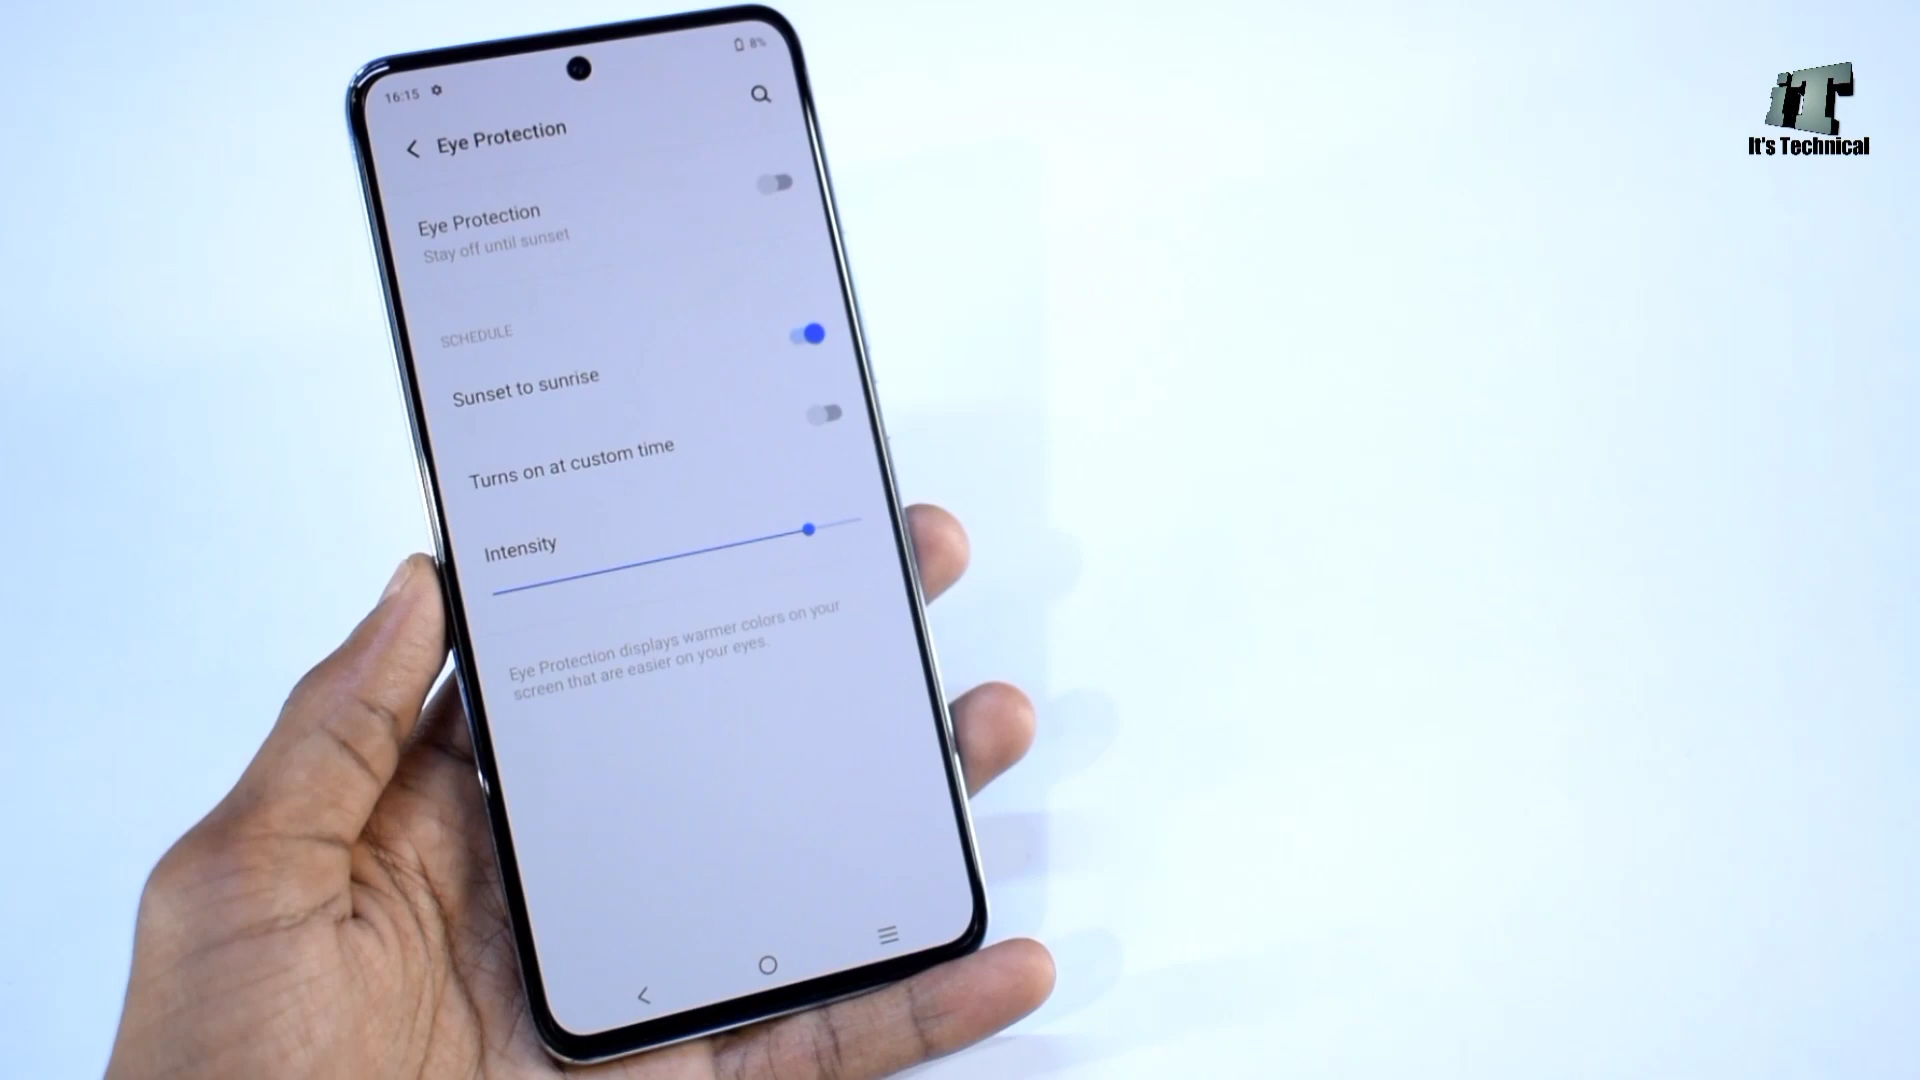 16:15
8%
Eye Protection
Eye Protection
Stay off until sunset
SCHEDULE
Sunset to sunrise
Turns on at custom time
Intensity
Eye Protection displays warmer colors on your
screen that are easier on your eyes.
iT
It's Technical